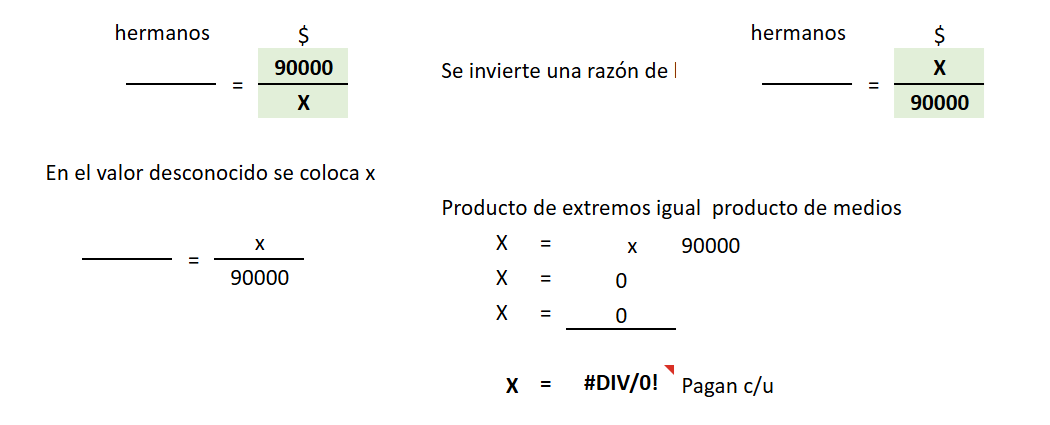 hermanos $ hermanos $
90000 X
= Se invierte una razón de =
X 90000
En el valor desconocido se coloca x
Producto de extremos igual producto de medios
x X = x 90000
=
90000 X = 0
X = 0
X = #DIV/0! Pagan c/u